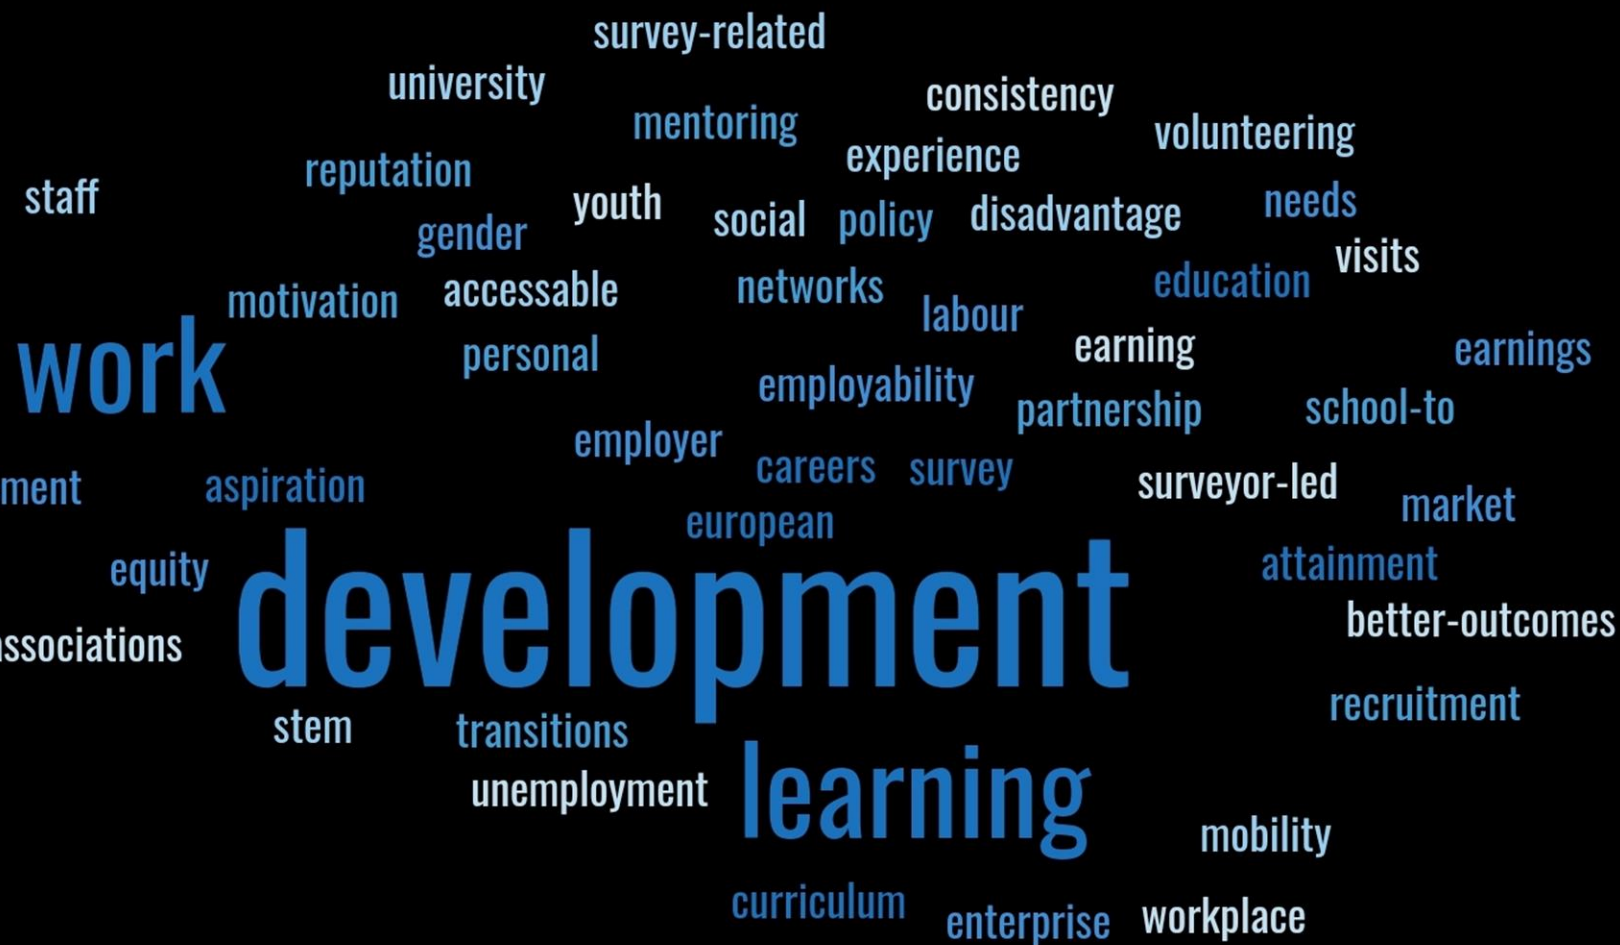 survey-related
university
consistency
mentoring
volunteering
experience
reputation
staff
youth
needs
social
policy
disadvantage
gender
visits
education
networks
accessable
motivation
labour
earning
earnings
personal
work
employability
partnership
school-to
employer
careers
survey
surveyor-led
ment
aspiration
market
european
attainment
equity
development
better-outcomes
ssociations
recruitment
stem
transitions
unemployment
learning
mobility
curriculum
enterprise
workplace